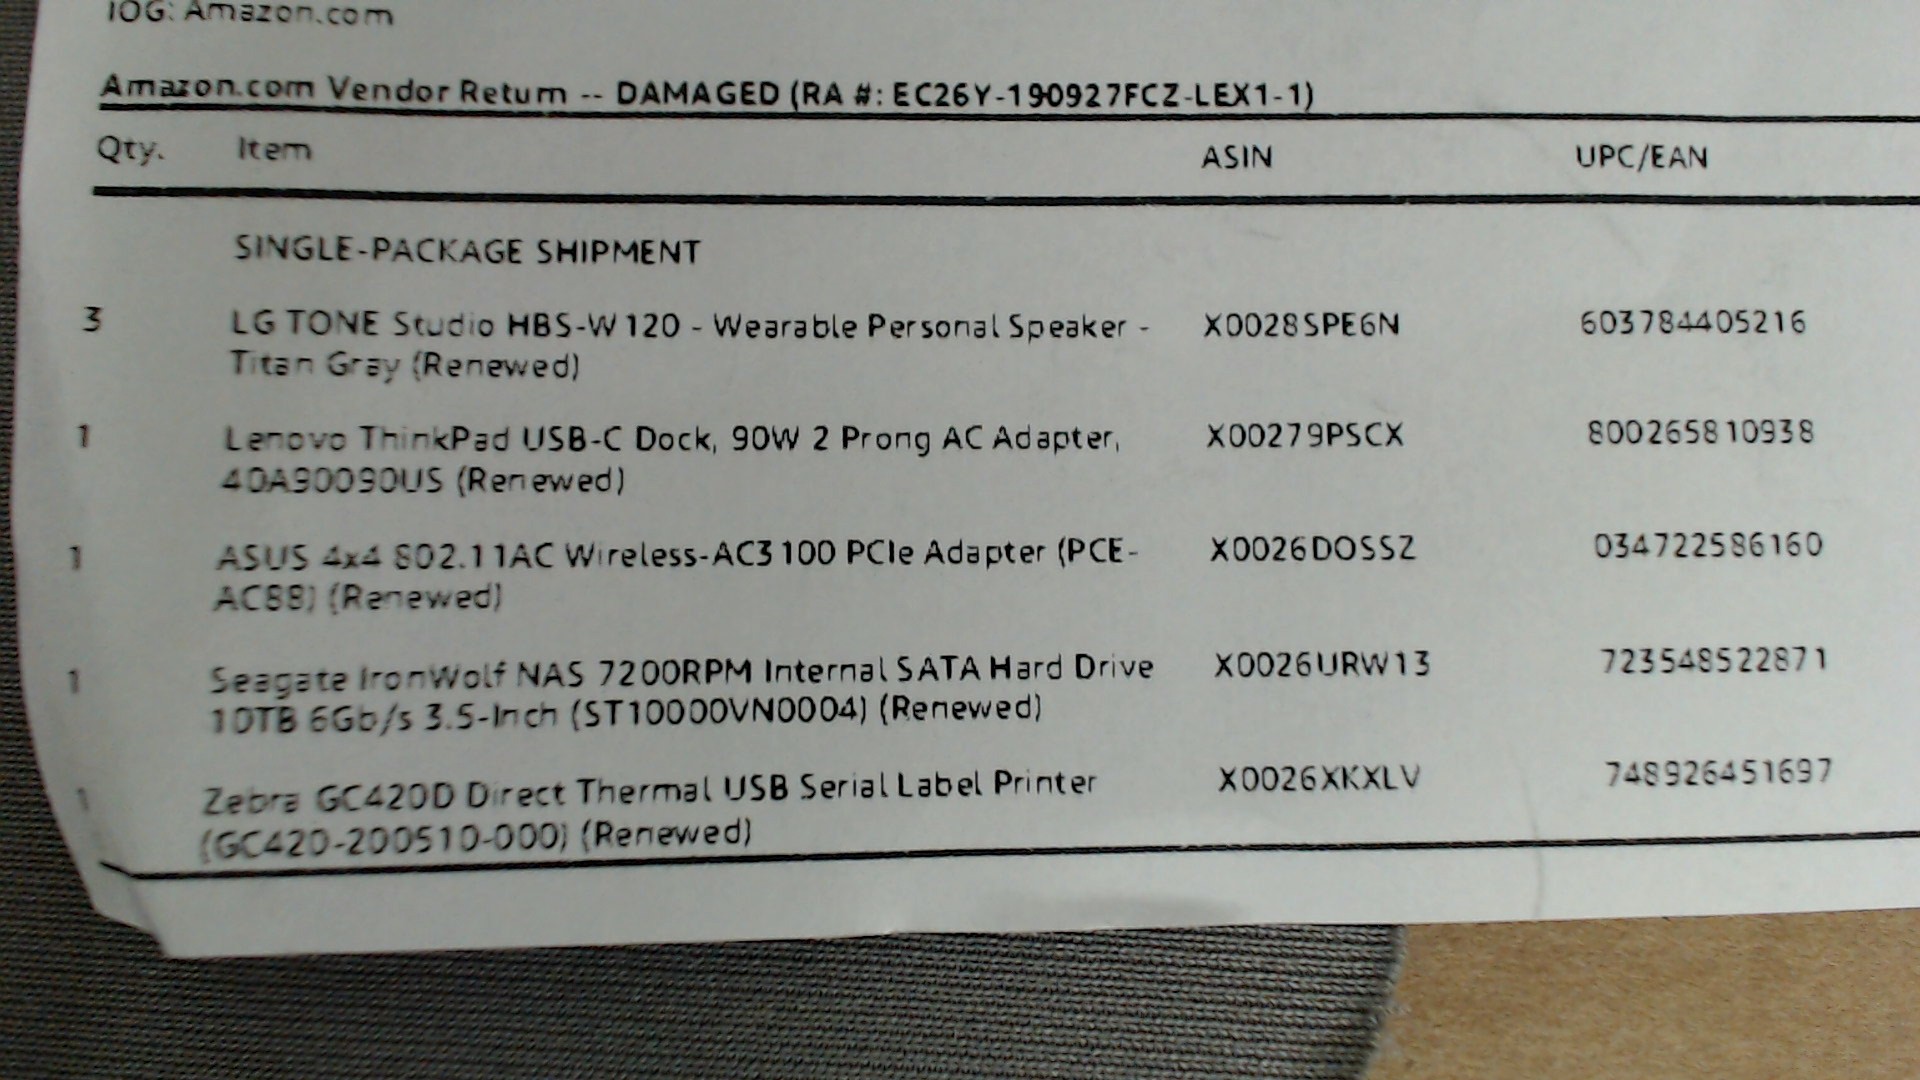 IOG: Amazon.com
Amazon.com Vendor Return -- DAMAGED (RA #: EC26Y-190927FCZ-LEX1-1)
Qty. Item ASIN UPC/EAN
SINGLE-PACKAGE SHIPMENT
3 LG TONE Studio HBS-W120 - Wearable Personal Speaker - X0028SPE6N 603784405216
Titan Gray (Renewed)
1 Lenovo ThinkPad USB-C Dock, 90W 2 Prong AC Adapter, X00279PSCX 800265810938
40A90090US (Renewed)
1 ASUS 4x4 802.11AC Wireless-AC3100 PCIe Adapter (PCE- X0026DOSSZ 034722586160
AC88) (Renewed)
1 Seagate IronWolf NAS 7200RPM Internal SATA Hard Drive X0026URW13 723548522871
10TB 6Gb/s 3.5-Inch (ST10000VN0004) (Renewed)
1 Zebra GC420D Direct Thermal USB Serial Label Printer X0026XKXLV 748926451697
(GC420-200510-000) (Renewed)